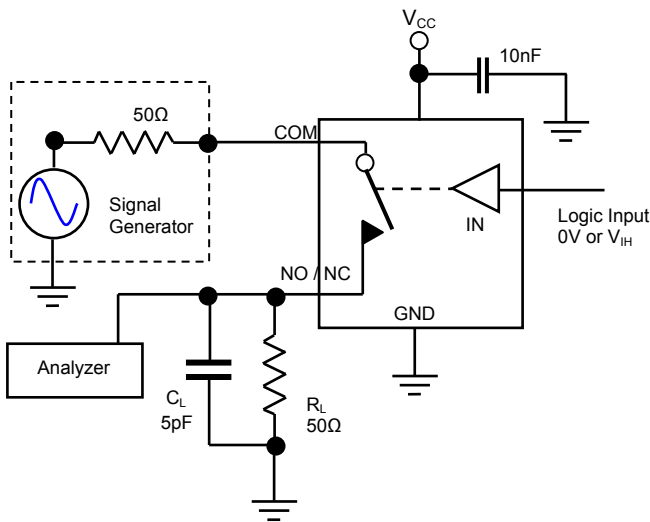 V_CC
10nF
50Ω
COM
Signal
Generator
IN
Logic Input
0V or V_IH
NO / NC
GND
Analyzer
C_L
5pF
R_L
50Ω